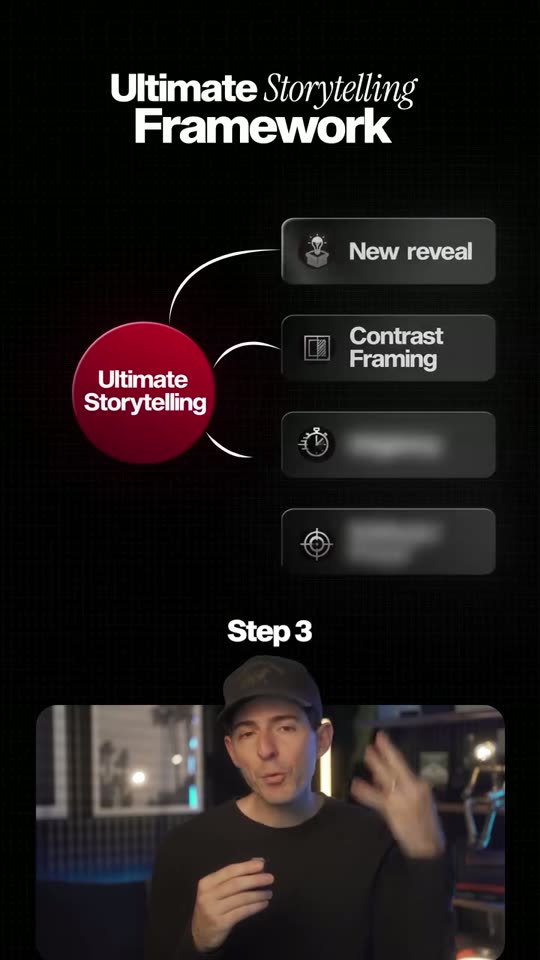 Ultimate Storytelling
Framework
New reveal
Contrast
Framing
Ultimate
Storytelling
Step 3